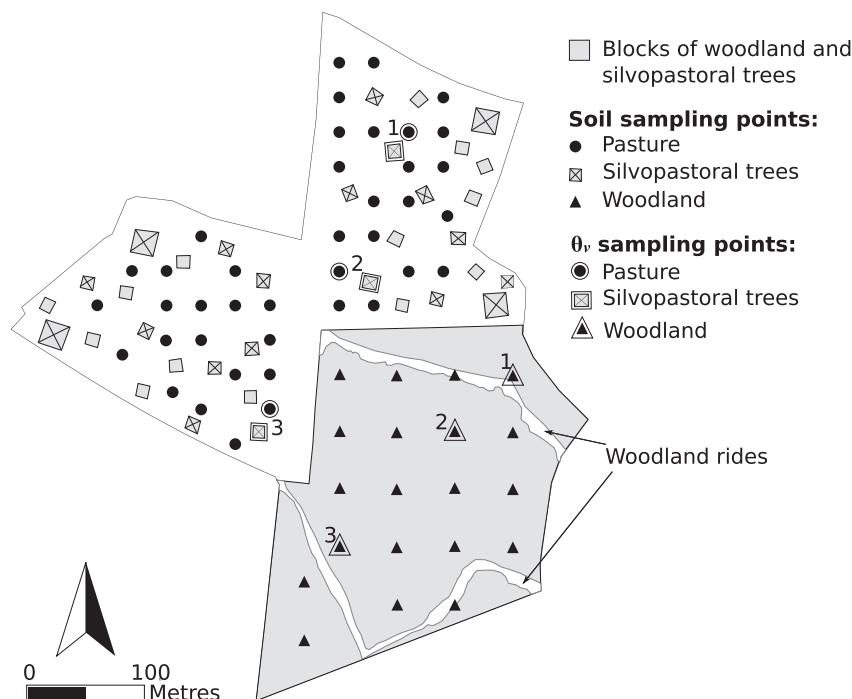 Blocks of woodland and
silvopastoral trees
Soil sampling points:
Pasture
Silvopastoral trees
Woodland
θv sampling points:
Pasture
Silvopastoral trees
Woodland
1
2
3
1
2
3
Woodland rides
0 100
Metres